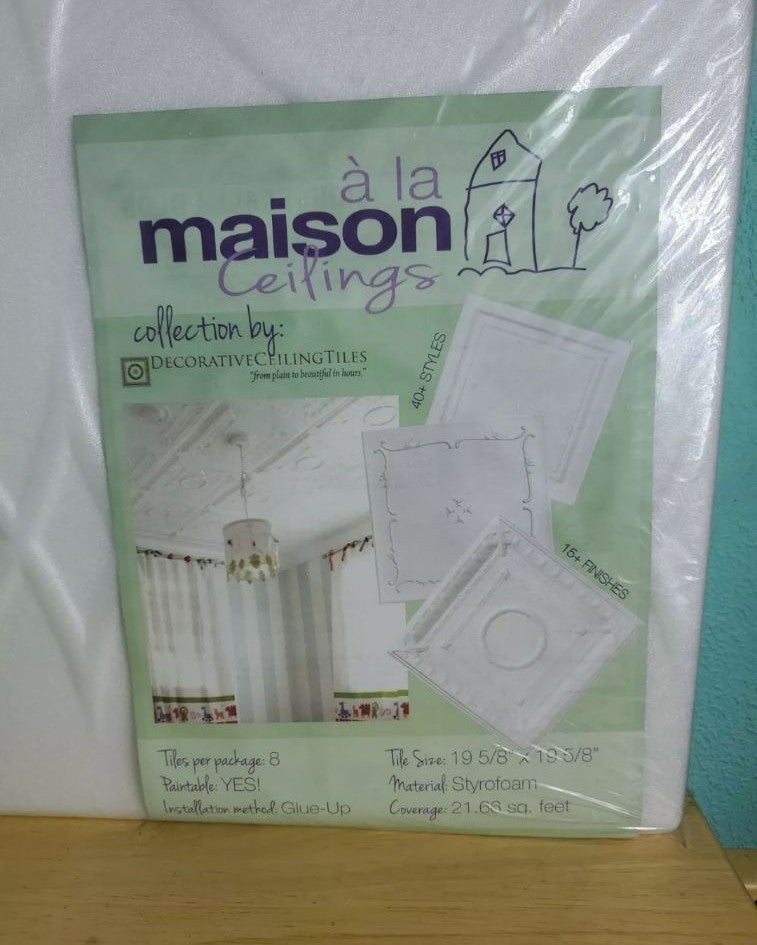 à la
maison
Ceilings
collection by:
DECORATIVECEILINGTILES
"from plain to beautiful in hours."
40+ STYLES
15+ FINISHES
Tiles per package: 8
Paintable: YES!
Installation method: Glue-Up
Tile Size: 19 5/8" x 19 5/8"
Material: Styrofoam
Coverage: 21.68 sq. feet